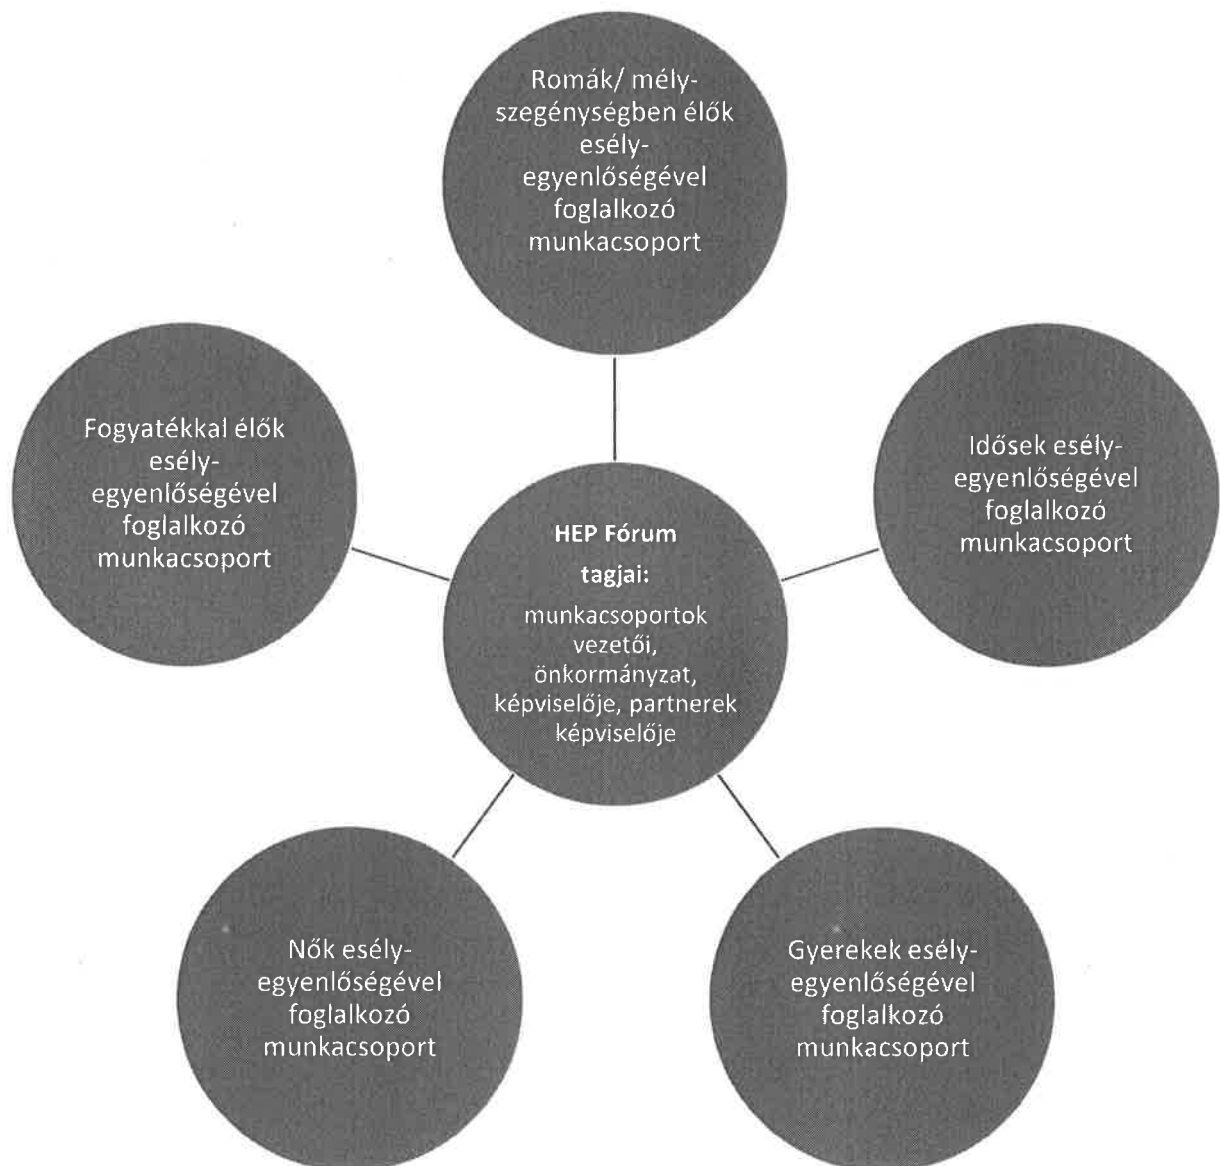 Romák/ mély-
szegénységben élők
esély-
egyenlőségével
foglalkozó
munkacsoport
Fogyatékkal élők
esély-
egyenlőségével
foglalkozó
munkacsoport
Idősek esély-
egyenlőségével
foglalkozó
munkacsoport
HEP Fórum
tagjai:
munkacsoportok
vezetői,
önkormányzat,
képviselője, partnerek
képviselője
Nők esély-
egyenlőségével
foglalkozó
munkacsoport
Gyerekek esély-
egyenlőségével
foglalkozó
munkacsoport